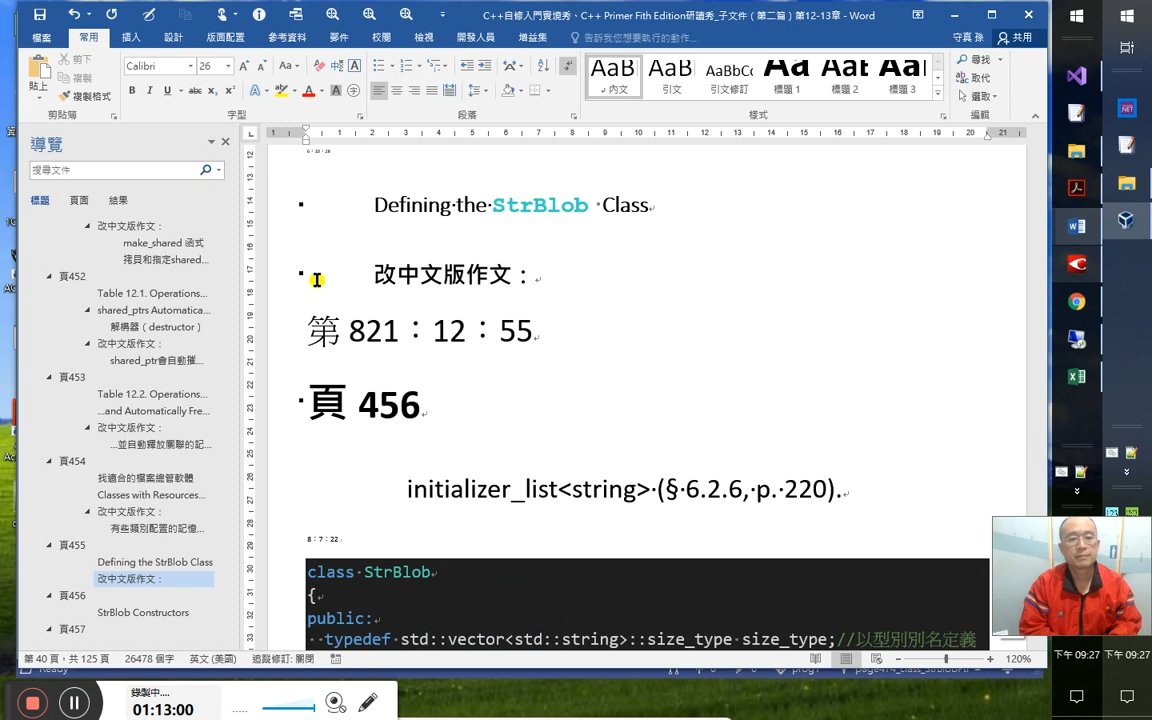 C++自修入門實境秀、C++ Primer Fith Edition研讀秀_子文件（第二篇）第12-13章 - Word
檔案 常用 插入 設計 版面配置 參考資料 郵件 校閱 檢視 開發人員 增益集 告訴我您想要執行的動作... 守真 孫 共用
貼上 剪下 複製 複製格式
Calibri 26
AaB AaB AaBbCc Aa Aat Aal
內文 引文 引文修訂 標題 1 標題 2 標題 3
尋找 取代 選取
剪貼簿 字型 段落 樣式 編輯
導覽
搜尋文件
標題 頁面 結果
改中文版作文：
make_shared 函式
拷貝和指定shared...
頁452
Table 12.1. Operations...
shared_ptrs Automatica...
解構器（destructor）
改中文版作文：
shared_ptr會自動摧...
頁453
Table 12.2. Operations...
...and Automatically Fre...
改中文版作文：
...並自動釋放關聯的記...
頁454
找適合的檔案總管軟體
Classes with Resources...
改中文版作文：
有些類別配置的記憶...
頁455
Defining the StrBlob Class
改中文版作文：
頁456
StrBlob Constructors
頁457
Defining the StrBlob Class
改中文版作文：
第 821：12：55
頁 456
initializer_list<string> (§ 6.2.6, p. 220).
8：7：22
class StrBlob
{
public:
typedef std::vector<std::string>::size_type size_type;//以型別別名定義
第 40 頁，共 125 頁 26478 個字 英文 (美國) 追蹤修訂: 關閉 120%
Ready
錄製中....
01:13:00
下午 09:27 下午 09:27